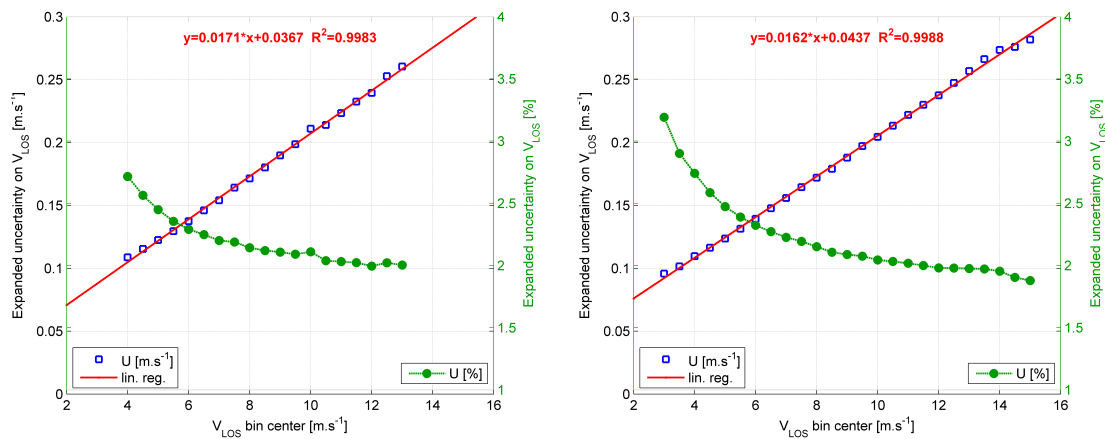 y=0.0171*x+0.0367 R²=0.9983
Expanded uncertainty on V_LOS [m.s⁻¹]
0.3
0.25
0.2
0.15
0.1
0.05
0
4
3.5
3
2.5
2
1.5
1
Expanded uncertainty on V_LOS [%]
U [m.s⁻¹]
lin. reg.
U [%]
2 4 6 8 10 12 14 16
V_LOS bin center [m.s⁻¹]
y=0.0162*x+0.0437 R²=0.9988
Expanded uncertainty on V_LOS [m.s⁻¹]
0.3
0.25
0.2
0.15
0.1
0.05
0
4
3.5
3
2.5
2
1.5
1
Expanded uncertainty on V_LOS [%]
U [m.s⁻¹]
lin. reg.
U [%]
2 4 6 8 10 12 14 16
V_LOS bin center [m.s⁻¹]